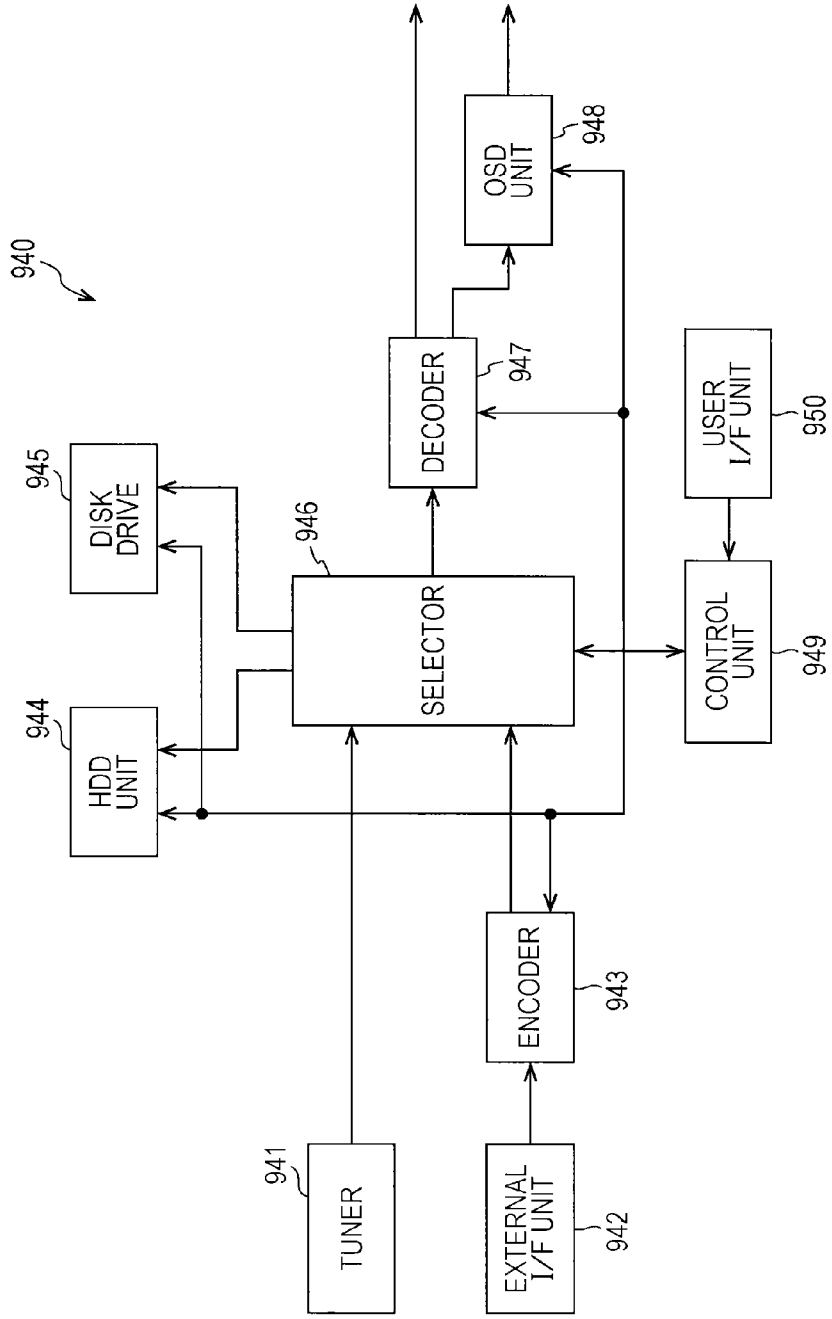 940
944
HDD
UNIT
945
DISK
DRIVE
941
TUNER
946
SELECTOR
DECODER
947
OSD
UNIT
948
EXTERNAL
I/F UNIT
942
ENCODER
943
CONTROL
UNIT
949
USER
I/F UNIT
950